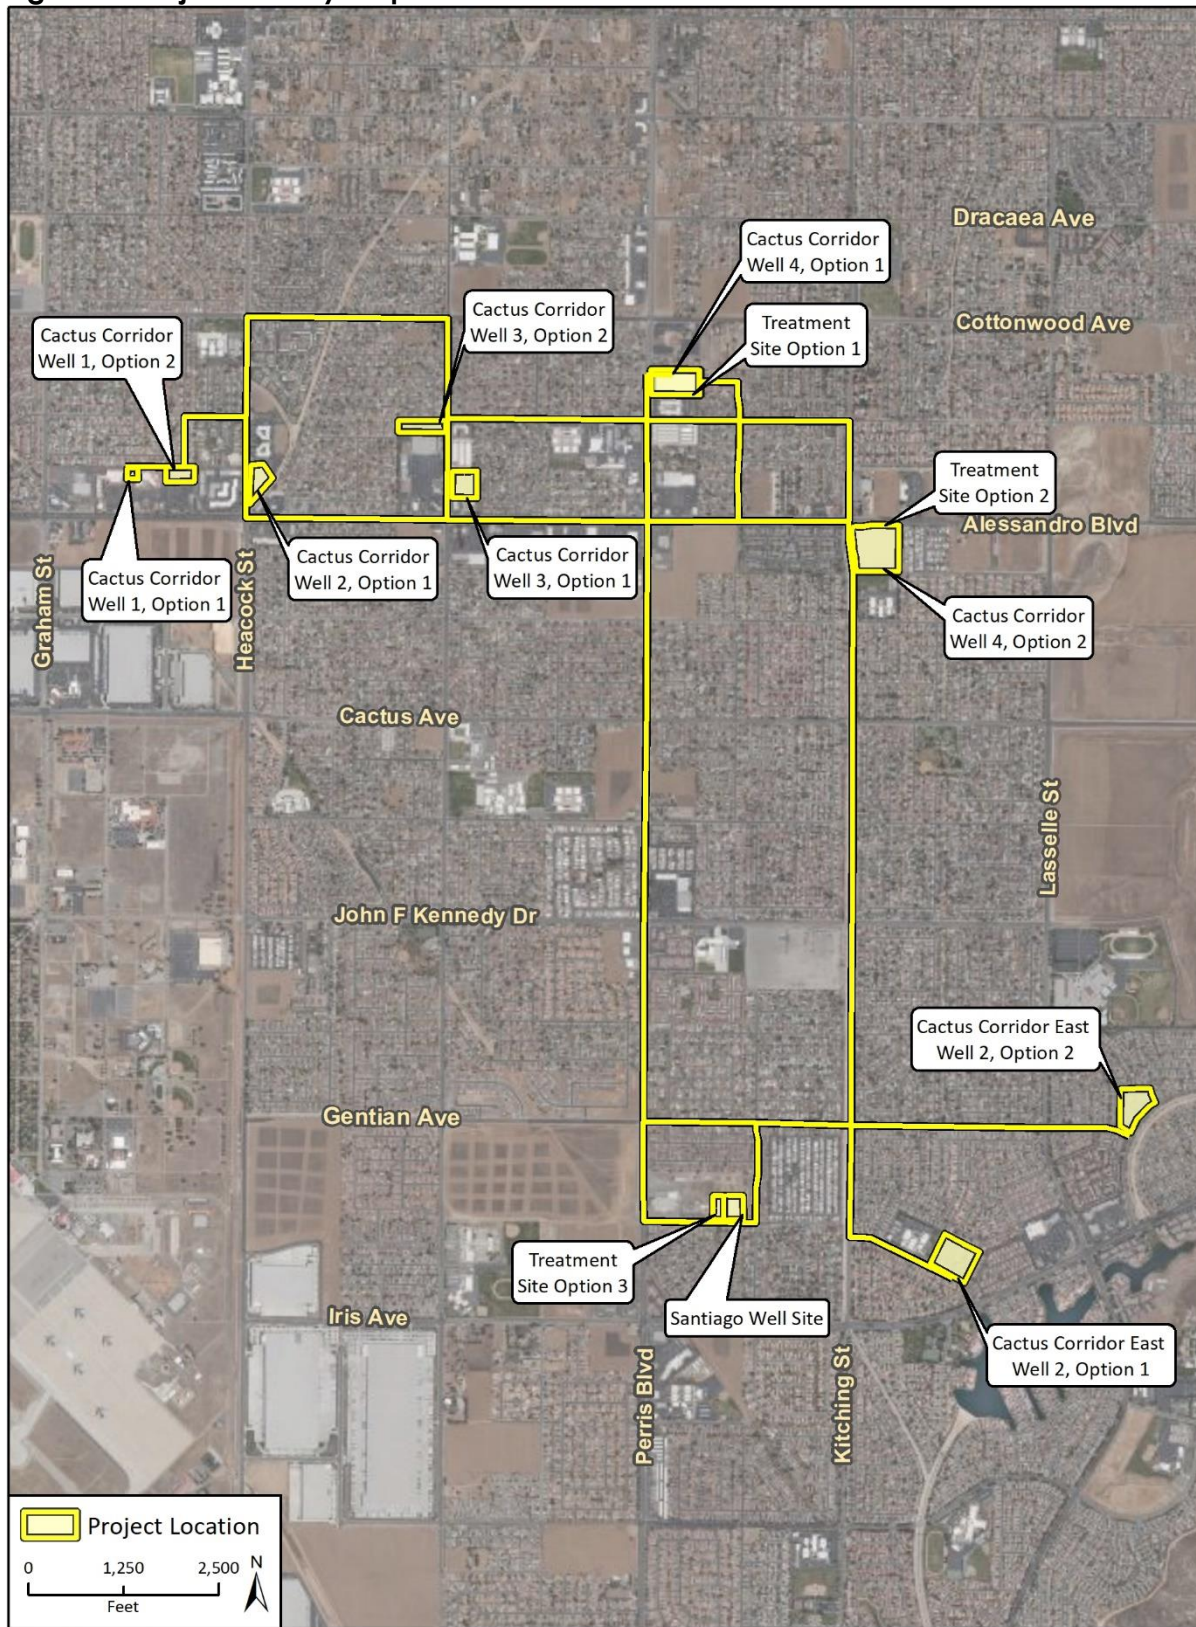 Dracaea Ave
Cactus Corridor
Well 4, Option 1
Cactus Corridor
Well 3, Option 2
Treatment
Site Option 1
Cottonwood Ave
Cactus Corridor
Well 1, Option 2
Treatment
Site Option 2
Alessandro Blvd
Cactus Corridor
Well 1, Option 1
Cactus Corridor
Well 2, Option 1
Cactus Corridor
Well 3, Option 1
Cactus Corridor
Well 4, Option 2
Graham St
Heacock St
Cactus Ave
Lasselle St
John F Kennedy Dr
Cactus Corridor East
Well 2, Option 2
Gentian Ave
Treatment
Site Option 3
Santiago Well Site
Iris Ave
Cactus Corridor East
Well 2, Option 1
Perris Blvd
Kitching St
Project Location
0 1,250 2,500
Feet
N